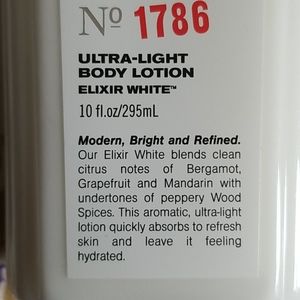 Nº 1786
ULTRA-LIGHT
BODY LOTION
ELIXIR WHITE™
10 fl.oz/295mL
Modern, Bright and Refined.
Our Elixir White blends clean
citrus notes of Bergamot,
Grapefruit and Mandarin with
undertones of peppery Wood
Spices. This aromatic, ultra-light
lotion quickly absorbs to refresh
skin and leave it feeling
hydrated.